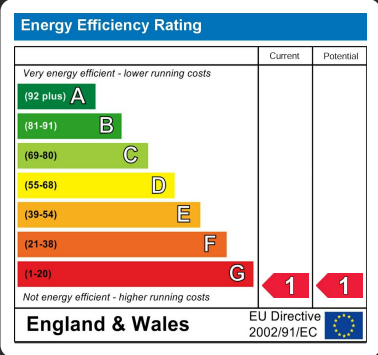 Energy Efficiency Rating
Current Potential
Very energy efficient - lower running costs
(92 plus) A
(81-91) B
(69-80) C
(55-68) D
(39-54) E
(21-38) F
(1-20) G 1 1
Not energy efficient - higher running costs
England & Wales
EU Directive
2002/91/EC